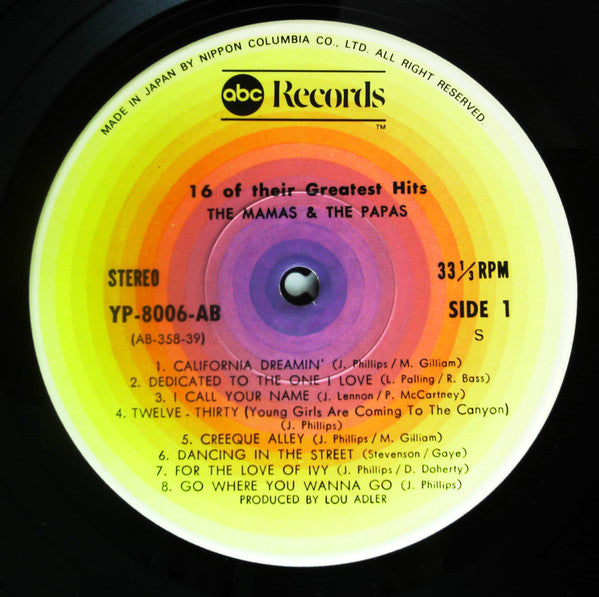 MADE IN JAPAN BY NIPPON COLUMBIA CO., LTD. ALL RIGHT RESERVED.
abc Records
TM
16 of their Greatest Hits
THE MAMAS & THE PAPAS
STEREO
33 1/3 RPM
YP-8006-AB
SIDE 1
(AB-358-39)
S
1. CALIFORNIA DREAMIN' (J. Phillips/M. Gilliam)
2. DEDICATED TO THE ONE I LOVE (L. Palling/R. Bass)
3. I CALL YOUR NAME (J. Lennon/P. McCartney)
4. TWELVE - THIRTY (Young Girls Are Coming To The Canyon)
(J. Phillips)
5. CREEQUE ALLEY (J. Phillips/M. Gilliam)
6. DANCING IN THE STREET (Stevenson/Gaye)
7. FOR THE LOVE OF IVY (J. Phillips/D. Doherty)
8. GO WHERE YOU WANNA GO (J. Phillips)
PRODUCED BY LOU ADLER